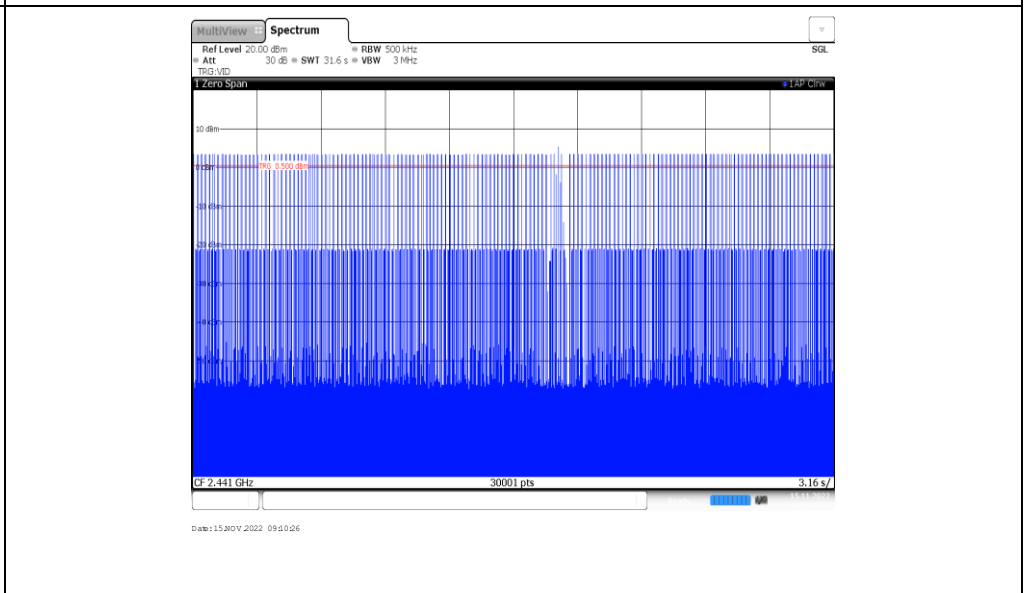 MultiView Spectrum
Ref Level 20.00 dBm RBW 500 kHz SGL
Att 30 dB SWT 31.6 s VBW 3 MHz
TRG:VID
1 Zero Span 1AP Clrw
10 dBm
0 dBm
TRG 0.500 dBm
-10 dBm
-20 dBm
CF 2.441 GHz 30001 pts 3.16 s/
Date:15.NOV.2022 09:10:26